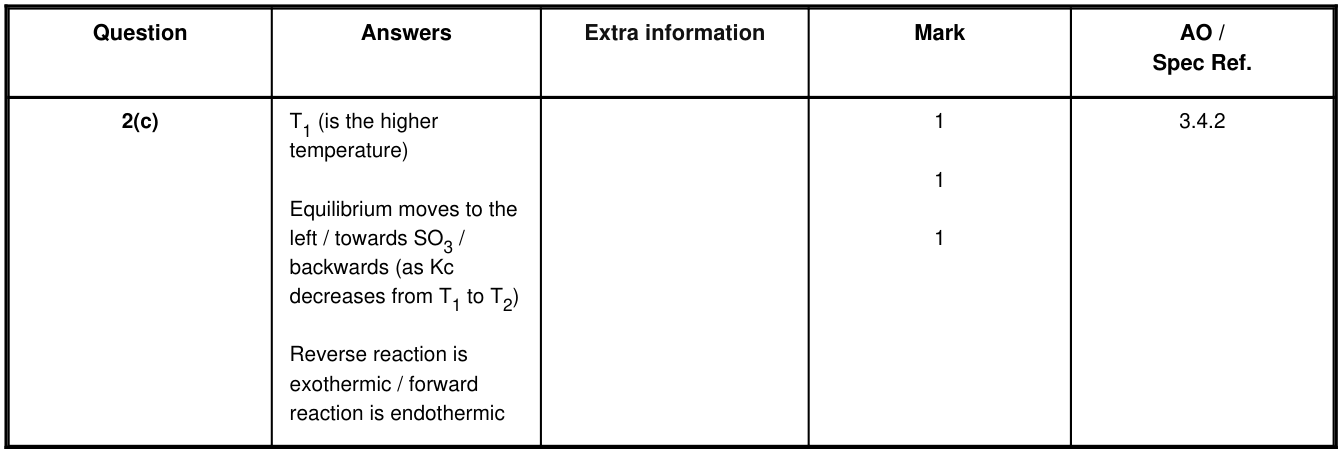 Question Answers Extra information Mark AO /
Spec Ref.
2(c) T1 (is the higher 1 3.4.2
temperature)
1
Equilibrium moves to the
left / towards SO3 / 1
backwards (as Kc
decreases from T1 to T2)
Reverse reaction is
exothermic / forward
reaction is endothermic